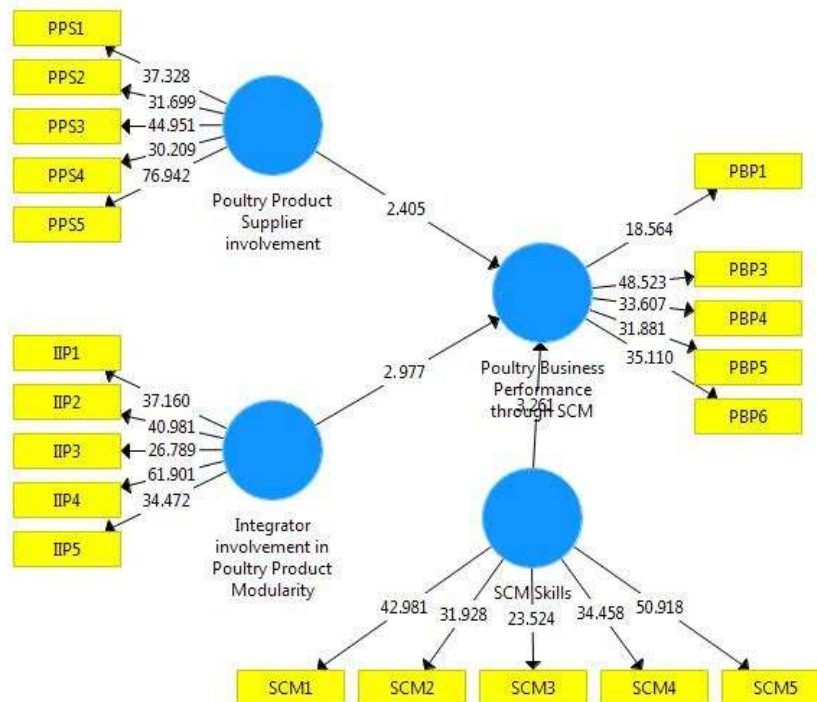 PPS1
PPS2
PPS3
PPS4
PPS5
37.328
31.699
44.951
30.209
76.942
Poultry Product
Supplier
involvement
2.405
PBP1
PBP3
PBP4
PBP5
PBP6
18.564
48.523
33.607
31.881
35.110
Poultry Business
Performance
through SCM
3.261
2.977
IIP1
IIP2
IIP3
IIP4
IIP5
37.160
40.981
26.789
61.901
34.472
Integrator
involvement in
Poultry Product
Modularity
SCM Skills
42.981
31.928
23.524
34.458
50.918
SCM1
SCM2
SCM3
SCM4
SCM5